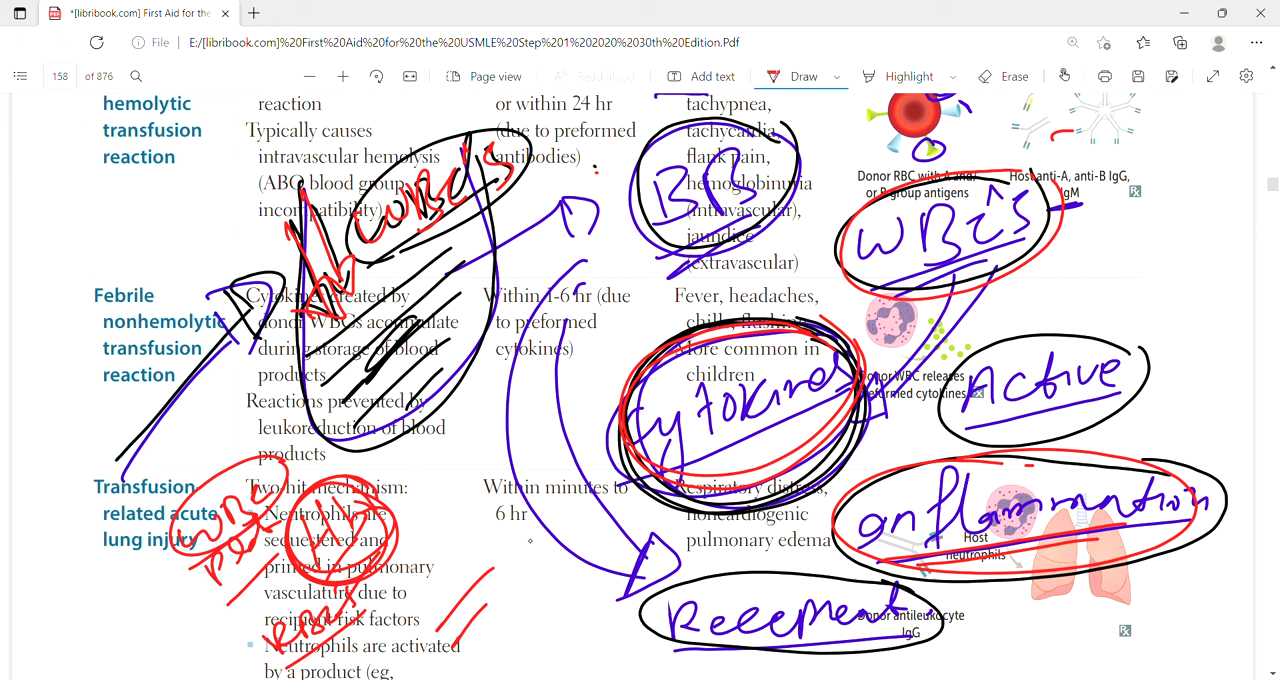 *[libribook.com] First Aid for the
File
E:/[libribook.com]%20First%20Aid%20for%20the%20USMLE%20Step%201%202020%2030th%20Edition.Pdf
158 of 876
Page view
Read aloud
Add text
Draw
Highlight
Erase
hemolytic
transfusion
reaction
reaction
Typically causes
intravascular hemolysis
(ABO blood group
incompatibility)
or within 24 hr
(due to preformed
antibodies)
tachypnea,
tachycardia,
flank pain,
hemoglobinuria
(intravascular),
jaundice
(extravascular)
Donor RBC with A and/
or B group antigens
Host anti-A, anti-B IgG,
IgM
WBC's
BB
WBC's
Febrile
nonhemolytic
transfusion
reaction
Cytokines created by
donor WBCs accumulate
during storage of blood
products
Reactions prevented by
leukoreduction of blood
products
Within 1-6 hr (due
to preformed
cytokines)
Fever, headaches,
chills, flushing
More common in
children
Donor WBC releases
preformed cytokines
Cytokines
Active
Transfusion
related acute
lung injury
Two-hit mechanism:
Neutrophils are
sequestered and
primed in pulmonary
vasculature due to
recipient risk factors
Neutrophils are activated
by a product (eg,
Within minutes to
6 hr
Respiratory distress,
noncardiogenic
pulmonary edema
inflammation
Host
neutrophils
Donor antileukocyte
IgG
WBC